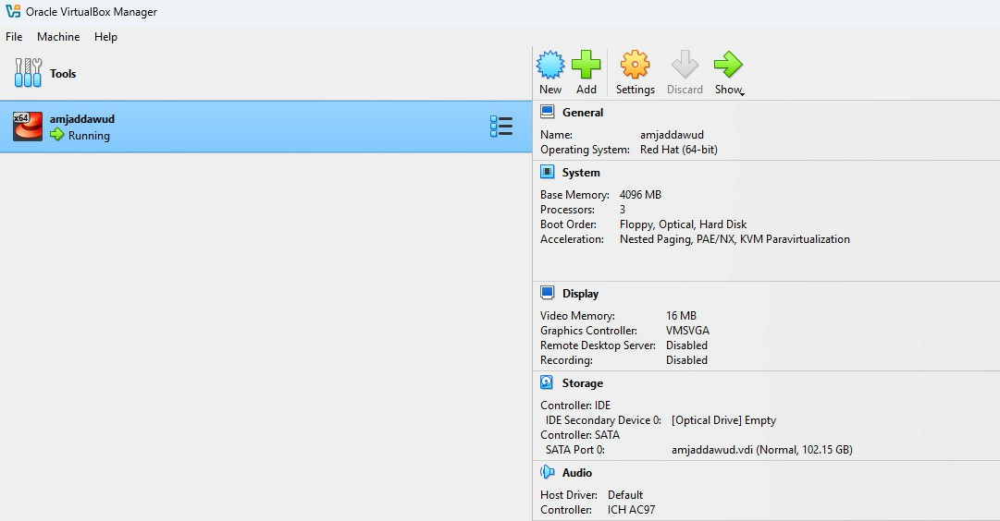 Oracle VirtualBox Manager
File Machine Help
Tools
x64
amjaddawud
Running
New Add Settings Discard Show
General
Name: amjaddawud
Operating System: Red Hat (64-bit)
System
Base Memory: 4096 MB
Processors: 3
Boot Order: Floppy, Optical, Hard Disk
Acceleration: Nested Paging, PAE/NX, KVM Paravirtualization
Display
Video Memory: 16 MB
Graphics Controller: VMSVGA
Remote Desktop Server: Disabled
Recording: Disabled
Storage
Controller: IDE
IDE Secondary Device 0: [Optical Drive] Empty
Controller: SATA
SATA Port 0: amjaddawud.vdi (Normal, 102.15 GB)
Audio
Host Driver: Default
Controller: ICH AC97